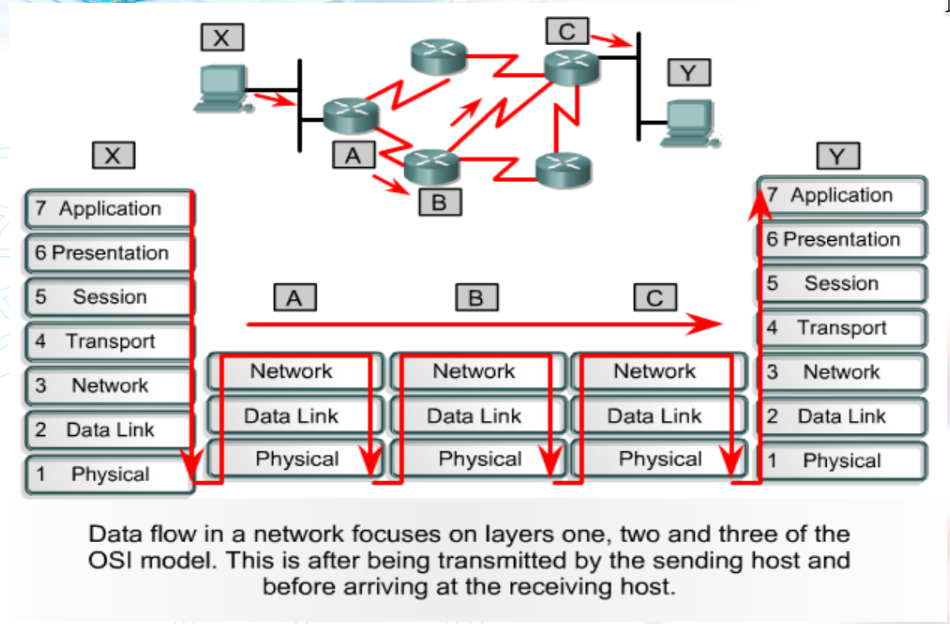 X
C
Y
A
B
X
Y
7 Application
6 Presentation
5 Session
4 Transport
3 Network
2 Data Link
1 Physical
A
B
C
Network
Data Link
Physical
Network
Data Link
Physical
Network
Data Link
Physical
7 Application
6 Presentation
5 Session
4 Transport
3 Network
2 Data Link
1 Physical
Data flow in a network focuses on layers one, two and three of the
OSI model. This is after being transmitted by the sending host and
before arriving at the receiving host.